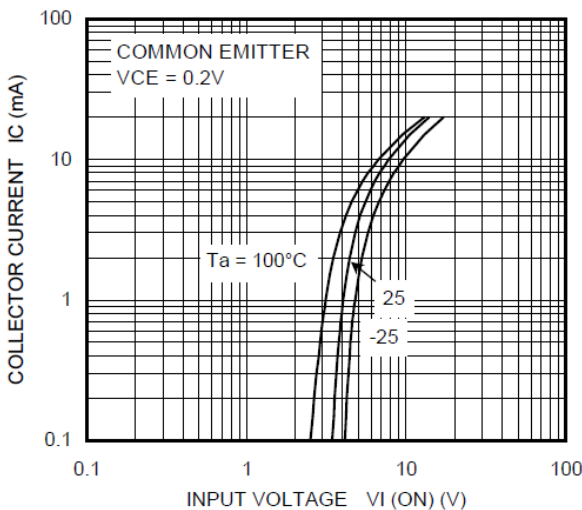 100
COMMON EMITTER
VCE = 0.2V
10
Ta = 100°C
25
1
-25
0.1
0.1
1
10
100
COLLECTOR CURRENT IC (mA)
INPUT VOLTAGE VI (ON) (V)